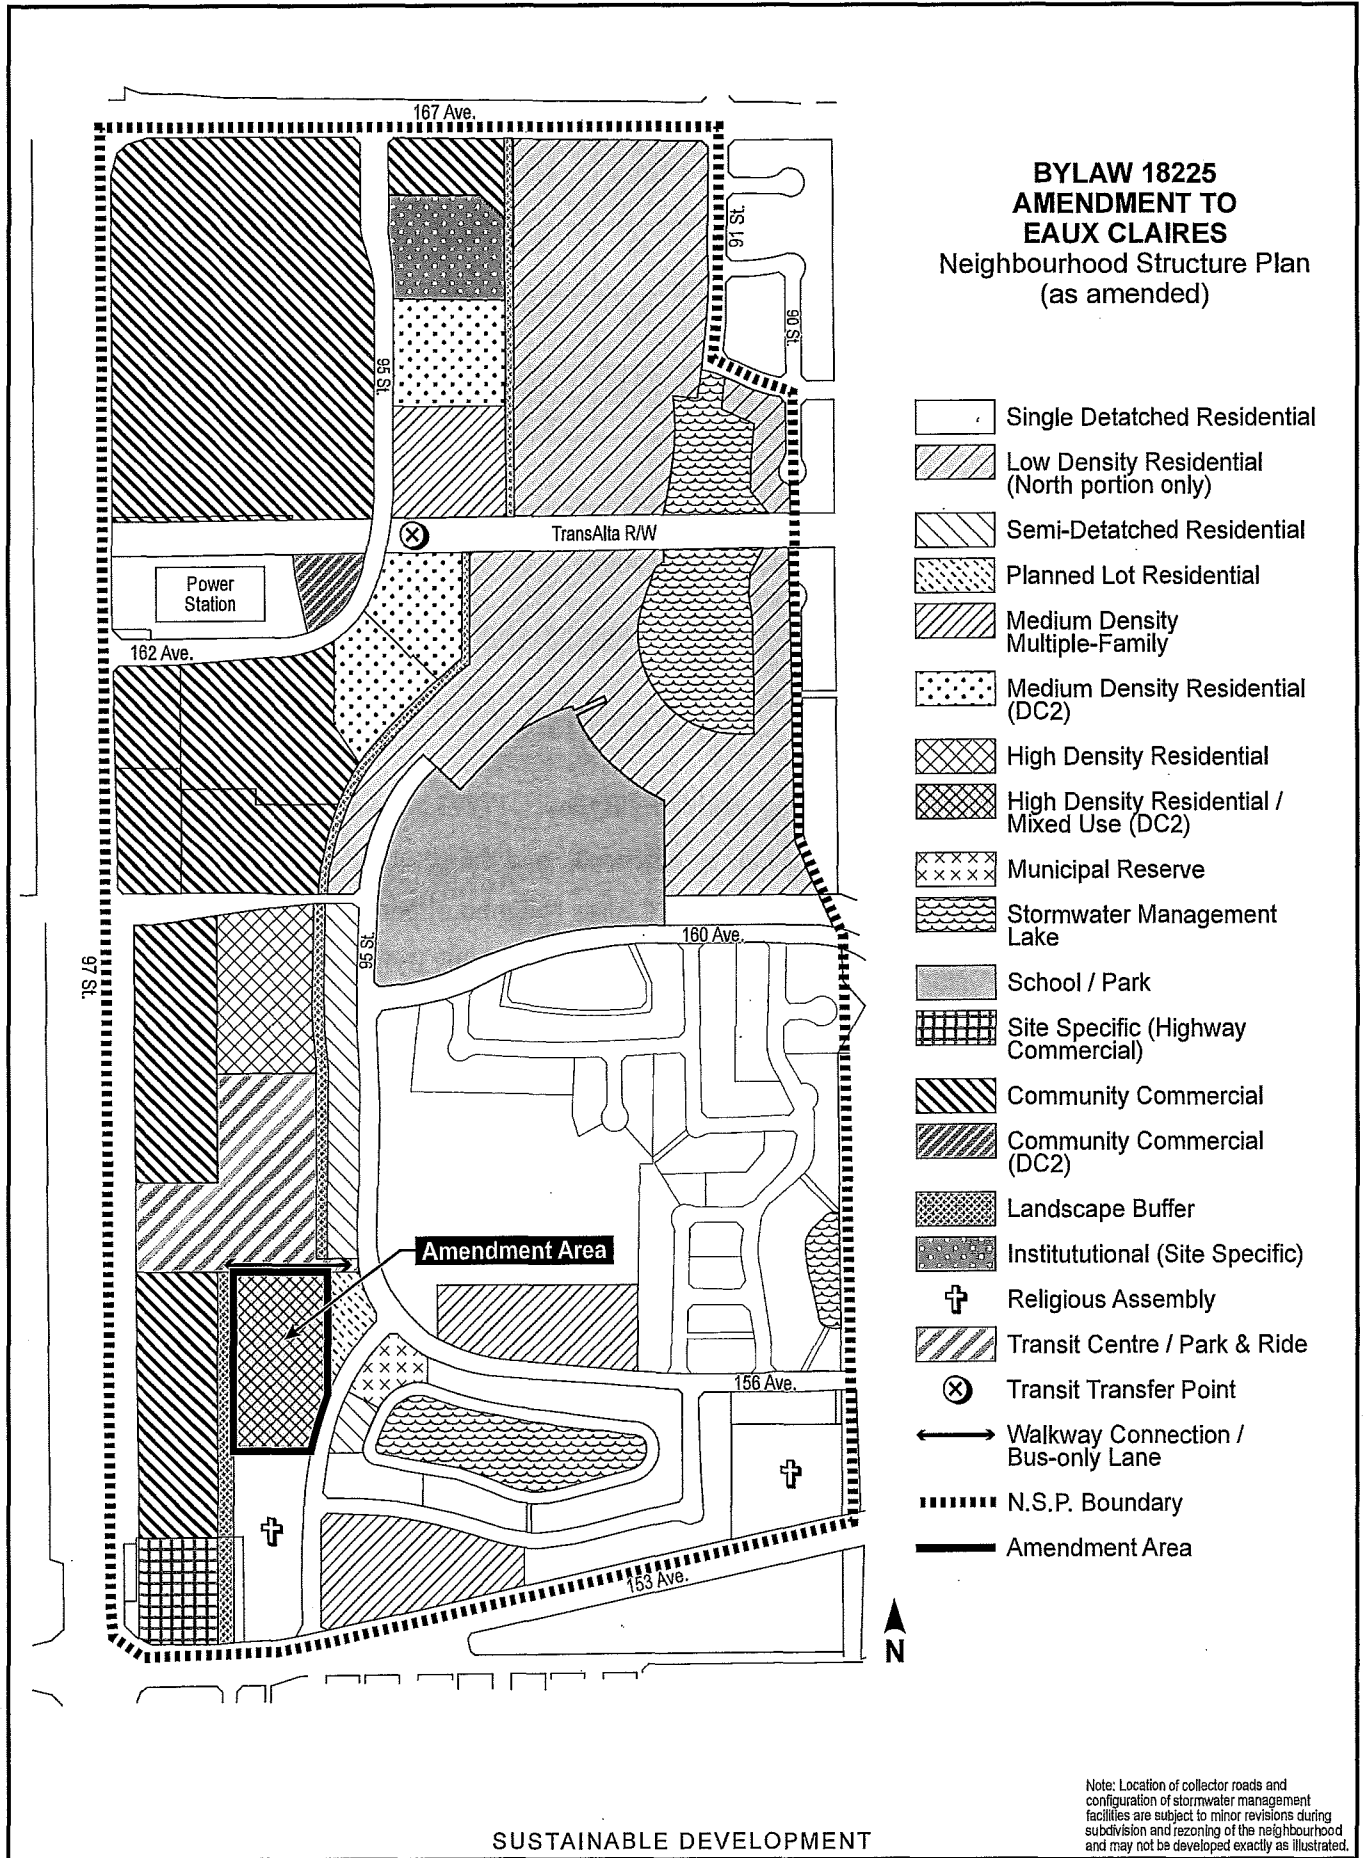 BYLAW 18225
AMENDMENT TO
EAUX CLAIRES
Neighbourhood Structure Plan
(as amended)
167 Ave.
91 St.
90 St.
95 St.
TransAlta R/W
Power
Station
162 Ave.
95 St.
160 Ave.
97 St.
Amendment Area
156 Ave.
153 Ave.
N
Single Detatched Residential
Low Density Residential
(North portion only)
Semi-Detatched Residential
Planned Lot Residential
Medium Density
Multiple-Family
Medium Density Residential
(DC2)
High Density Residential
High Density Residential /
Mixed Use (DC2)
Municipal Reserve
Stormwater Management
Lake
School / Park
Site Specific (Highway
Commercial)
Community Commercial
Community Commercial
(DC2)
Landscape Buffer
Institututional (Site Specific)
Religious Assembly
Transit Centre / Park & Ride
Transit Transfer Point
Walkway Connection /
Bus-only Lane
N.S.P. Boundary
Amendment Area
Note: Location of collector roads and
configuration of stormwater management
facilities are subject to minor revisions during
subdivision and rezoning of the neighbourhood
and may not be developed exactly as illustrated.
SUSTAINABLE DEVELOPMENT